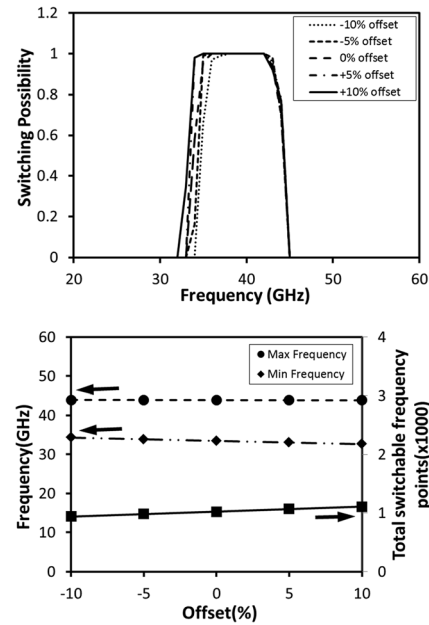 1.2
1
0.8
0.6
0.4
0.2
0
Switching Possibility
-10% offset
-5% offset
0% offset
+5% offset
+10% offset
20
30
40
50
60
Frequency (GHz)
60
50
40
30
20
10
0
Frequency(GHz)
Max Frequency
Min Frequency
4
3
2
1
0
Total switchable frequency
points(x1000)
-10
-5
0
5
10
Offset(%)